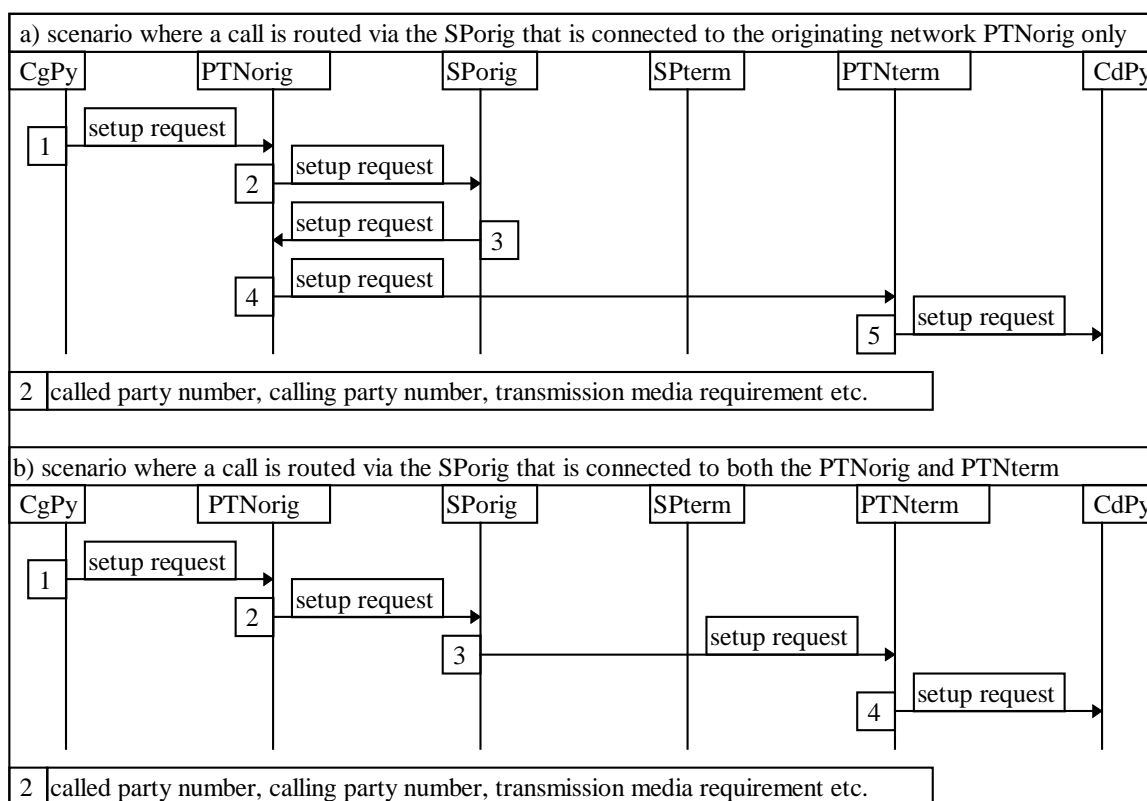 a) scenario where a call is routed via the SPorig that is connected to the originating network PTNorig only
CgPy PTNorig SPorig SPterm PTNterm CdPy
1 setup request
2 setup request
setup request 3
4 setup request
5 setup request
2 called party number, calling party number, transmission media requirement etc.
b) scenario where a call is routed via the SPorig that is connected to both the PTNorig and PTNterm
CgPy PTNorig SPorig SPterm PTNterm CdPy
1 setup request
2 setup request
3 setup request
4 setup request
2 called party number, calling party number, transmission media requirement etc.